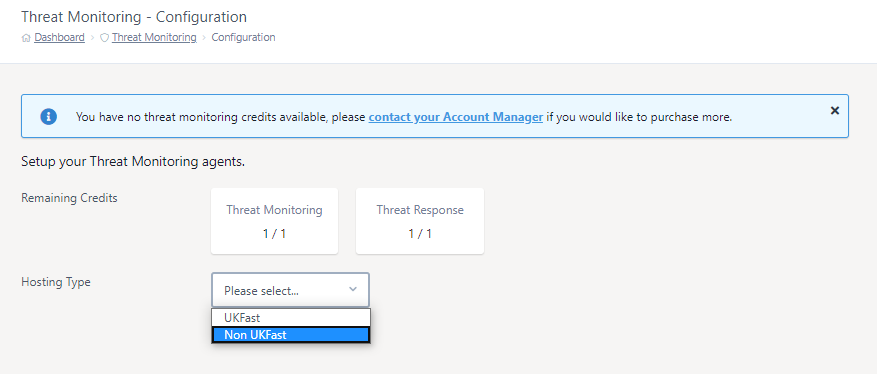 Threat Monitoring - Configuration
Dashboard > Threat Monitoring > Configuration
You have no threat monitoring credits available, please contact your Account Manager if you would like to purchase more.
Setup your Threat Monitoring agents.
Remaining Credits
Threat Monitoring
1 / 1
Threat Response
1 / 1
Hosting Type
Please select...
UKFast
Non UKFast